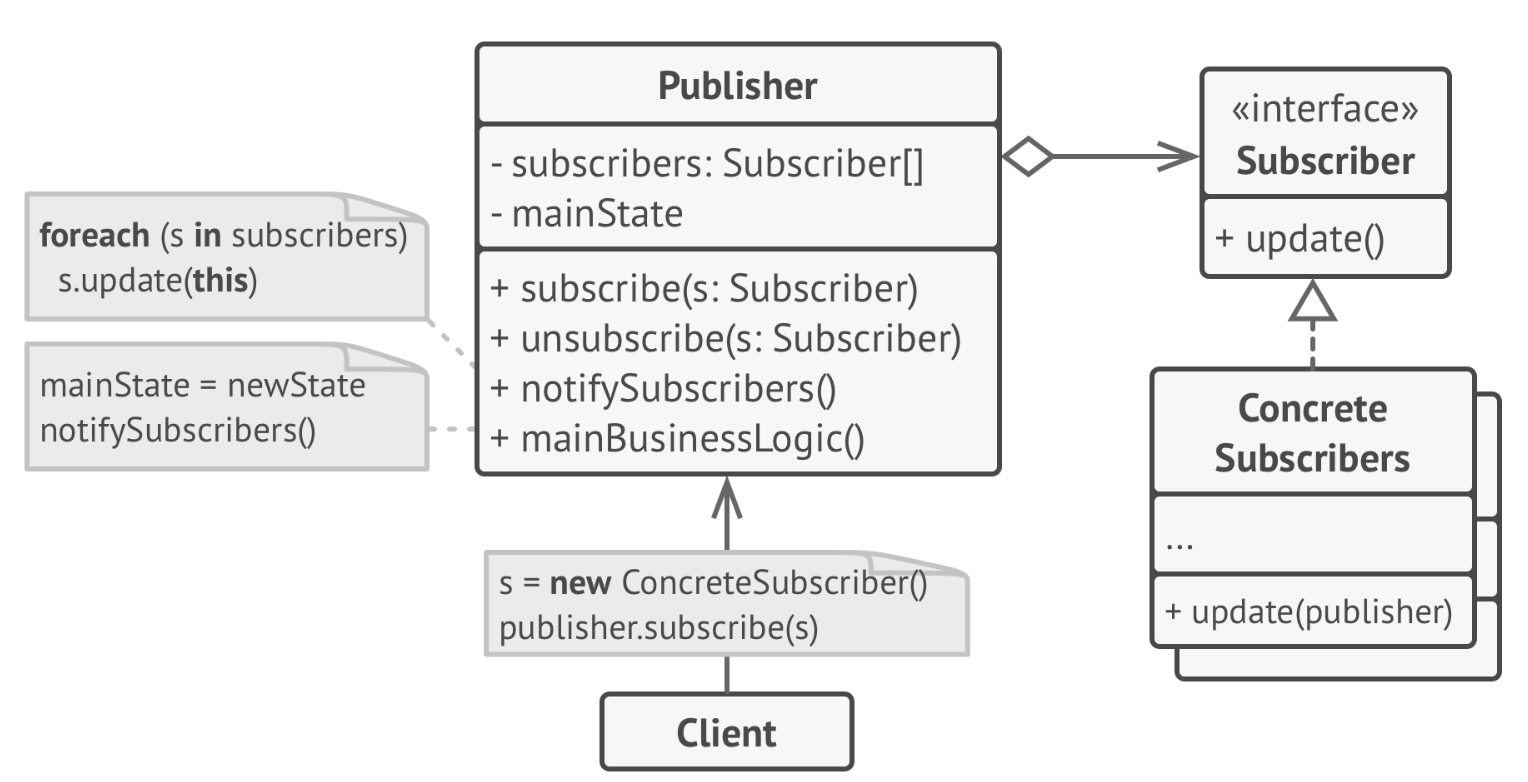 Publisher
- subscribers: Subscriber[]
- mainState
+ subscribe(s: Subscriber)
+ unsubscribe(s: Subscriber)
+ notifySubscribers()
+ mainBusinessLogic()
«interface»
Subscriber
+ update()
foreach (s in subscribers)
s.update(this)
mainState = newState
notifySubscribers()
Concrete
Subscribers
...
+ update(publisher)
s = new ConcreteSubscriber()
publisher.subscribe(s)
Client